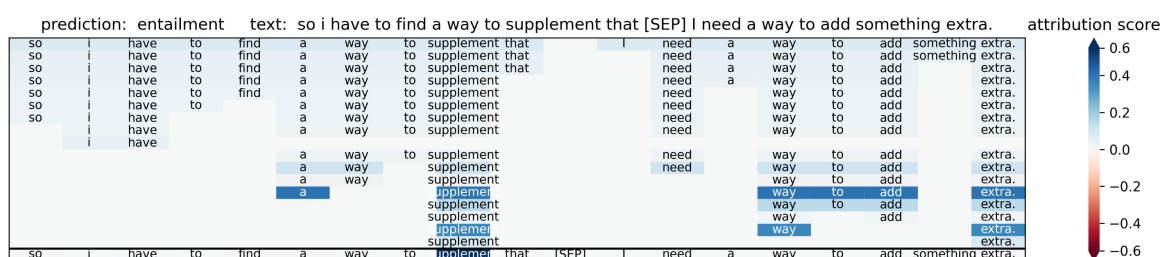 prediction: entailment text: so i have to find a way to supplement that [SEP] I need a way to add something extra. attribution score
so i have to find a way to supplement that I need a way to add something extra.
so i have to find a way to supplement that need a way to add something extra.
so i have to find a way to supplement that need a way to add extra.
so i have to find a way to supplement need a way to add extra.
so i have to find a way to supplement need way to add extra.
so i have to a way to supplement need way to add extra.
so i have a way to supplement need way to add extra.
i have a way to supplement need way to add extra.
i have
a way to supplement need way to add extra.
a way supplement need way to add extra.
a way supplement way to add extra.
a supplement way to add extra.
supplement way to add extra.
supplement way add extra.
supplement way extra.
supplement extra.
so i have to find a way to supplement that [SEP] I need a way to add something extra.
0.6
0.4
0.2
0.0
−0.2
−0.4
−0.6